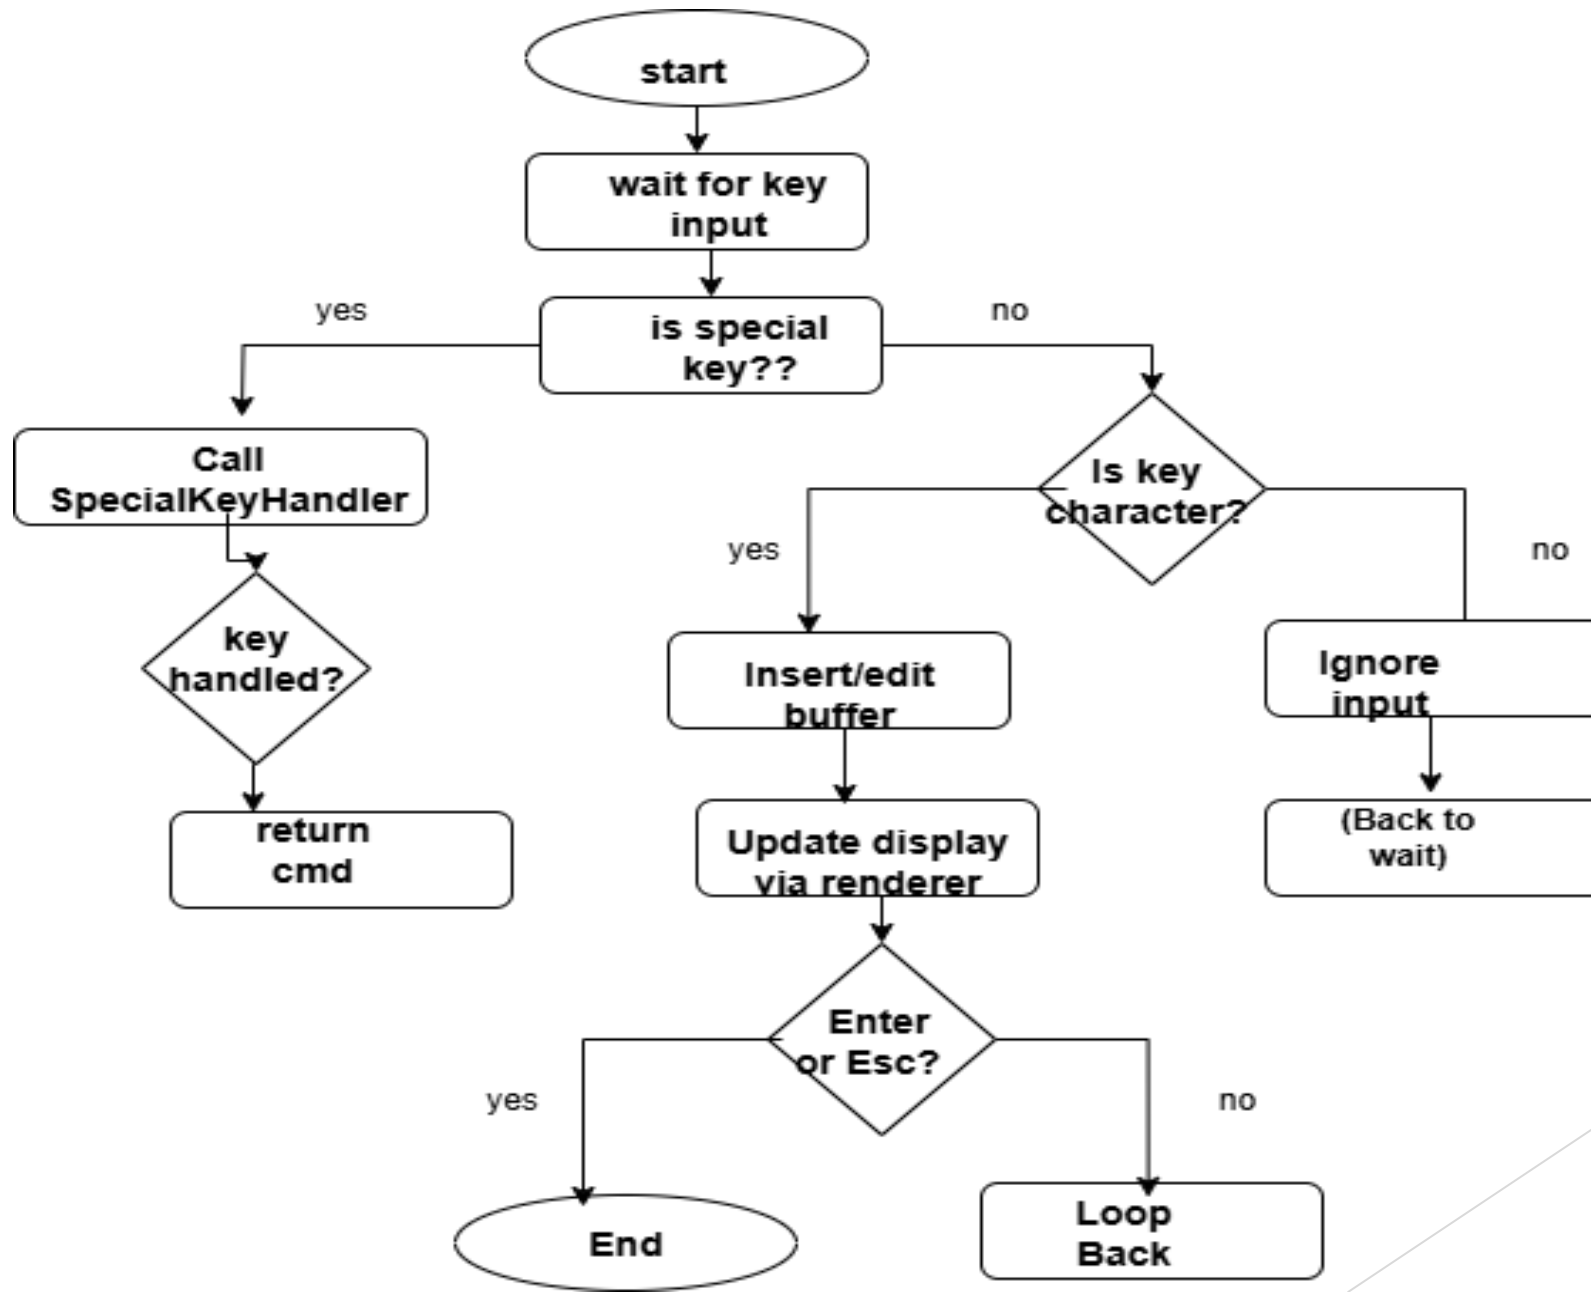 start
wait for key
input
yes
no
is special
key??
Call
SpecialKeyHandler
Is key
character?
yes
no
key
handled?
Insert/edit
buffer
Ignore
input
return
cmd
Update display
via renderer
(Back to
wait)
Enter
or Esc?
yes
no
End
Loop
Back